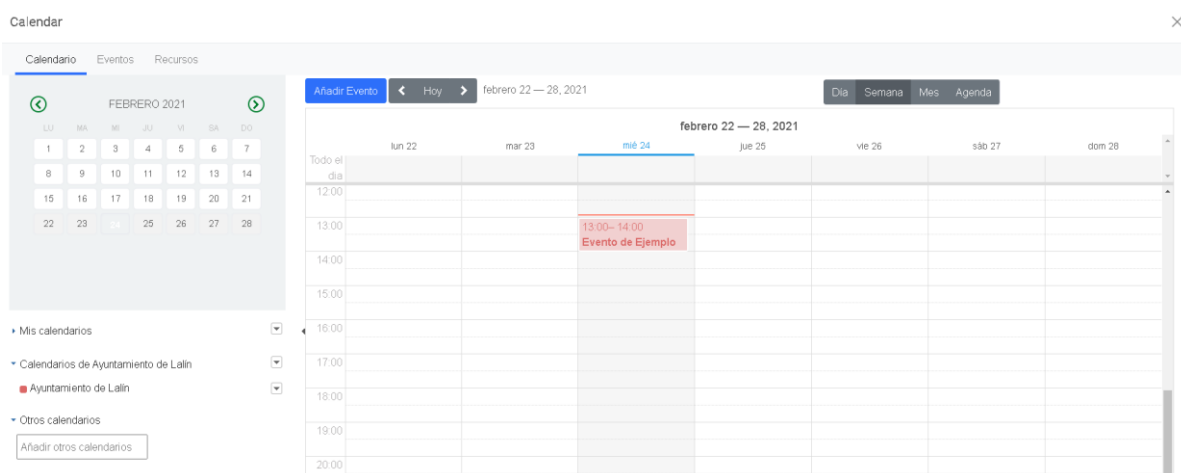 Calendar
Calendario Eventos Recursos
FEBRERO 2021
LU MA MI JU VI SA DO
1 2 3 4 5 6 7
8 9 10 11 12 13 14
15 16 17 18 19 20 21
22 23 24 25 26 27 28
Mis calendarios
Calendarios de Ayuntamiento de Lalín
Ayuntamiento de Lalín
Otros calendarios
Añadir otros calendarios
Añadir Evento Hoy febrero 22 — 28, 2021
Día Semana Mes Agenda
febrero 22 — 28, 2021
lun 22 mar 23 mié 24 jue 25 vie 26 sáb 27 dom 28
Todo el
día
12:00
13:00
13:00– 14:00
Evento de Ejemplo
14:00
15:00
16:00
17:00
18:00
19:00
20:00